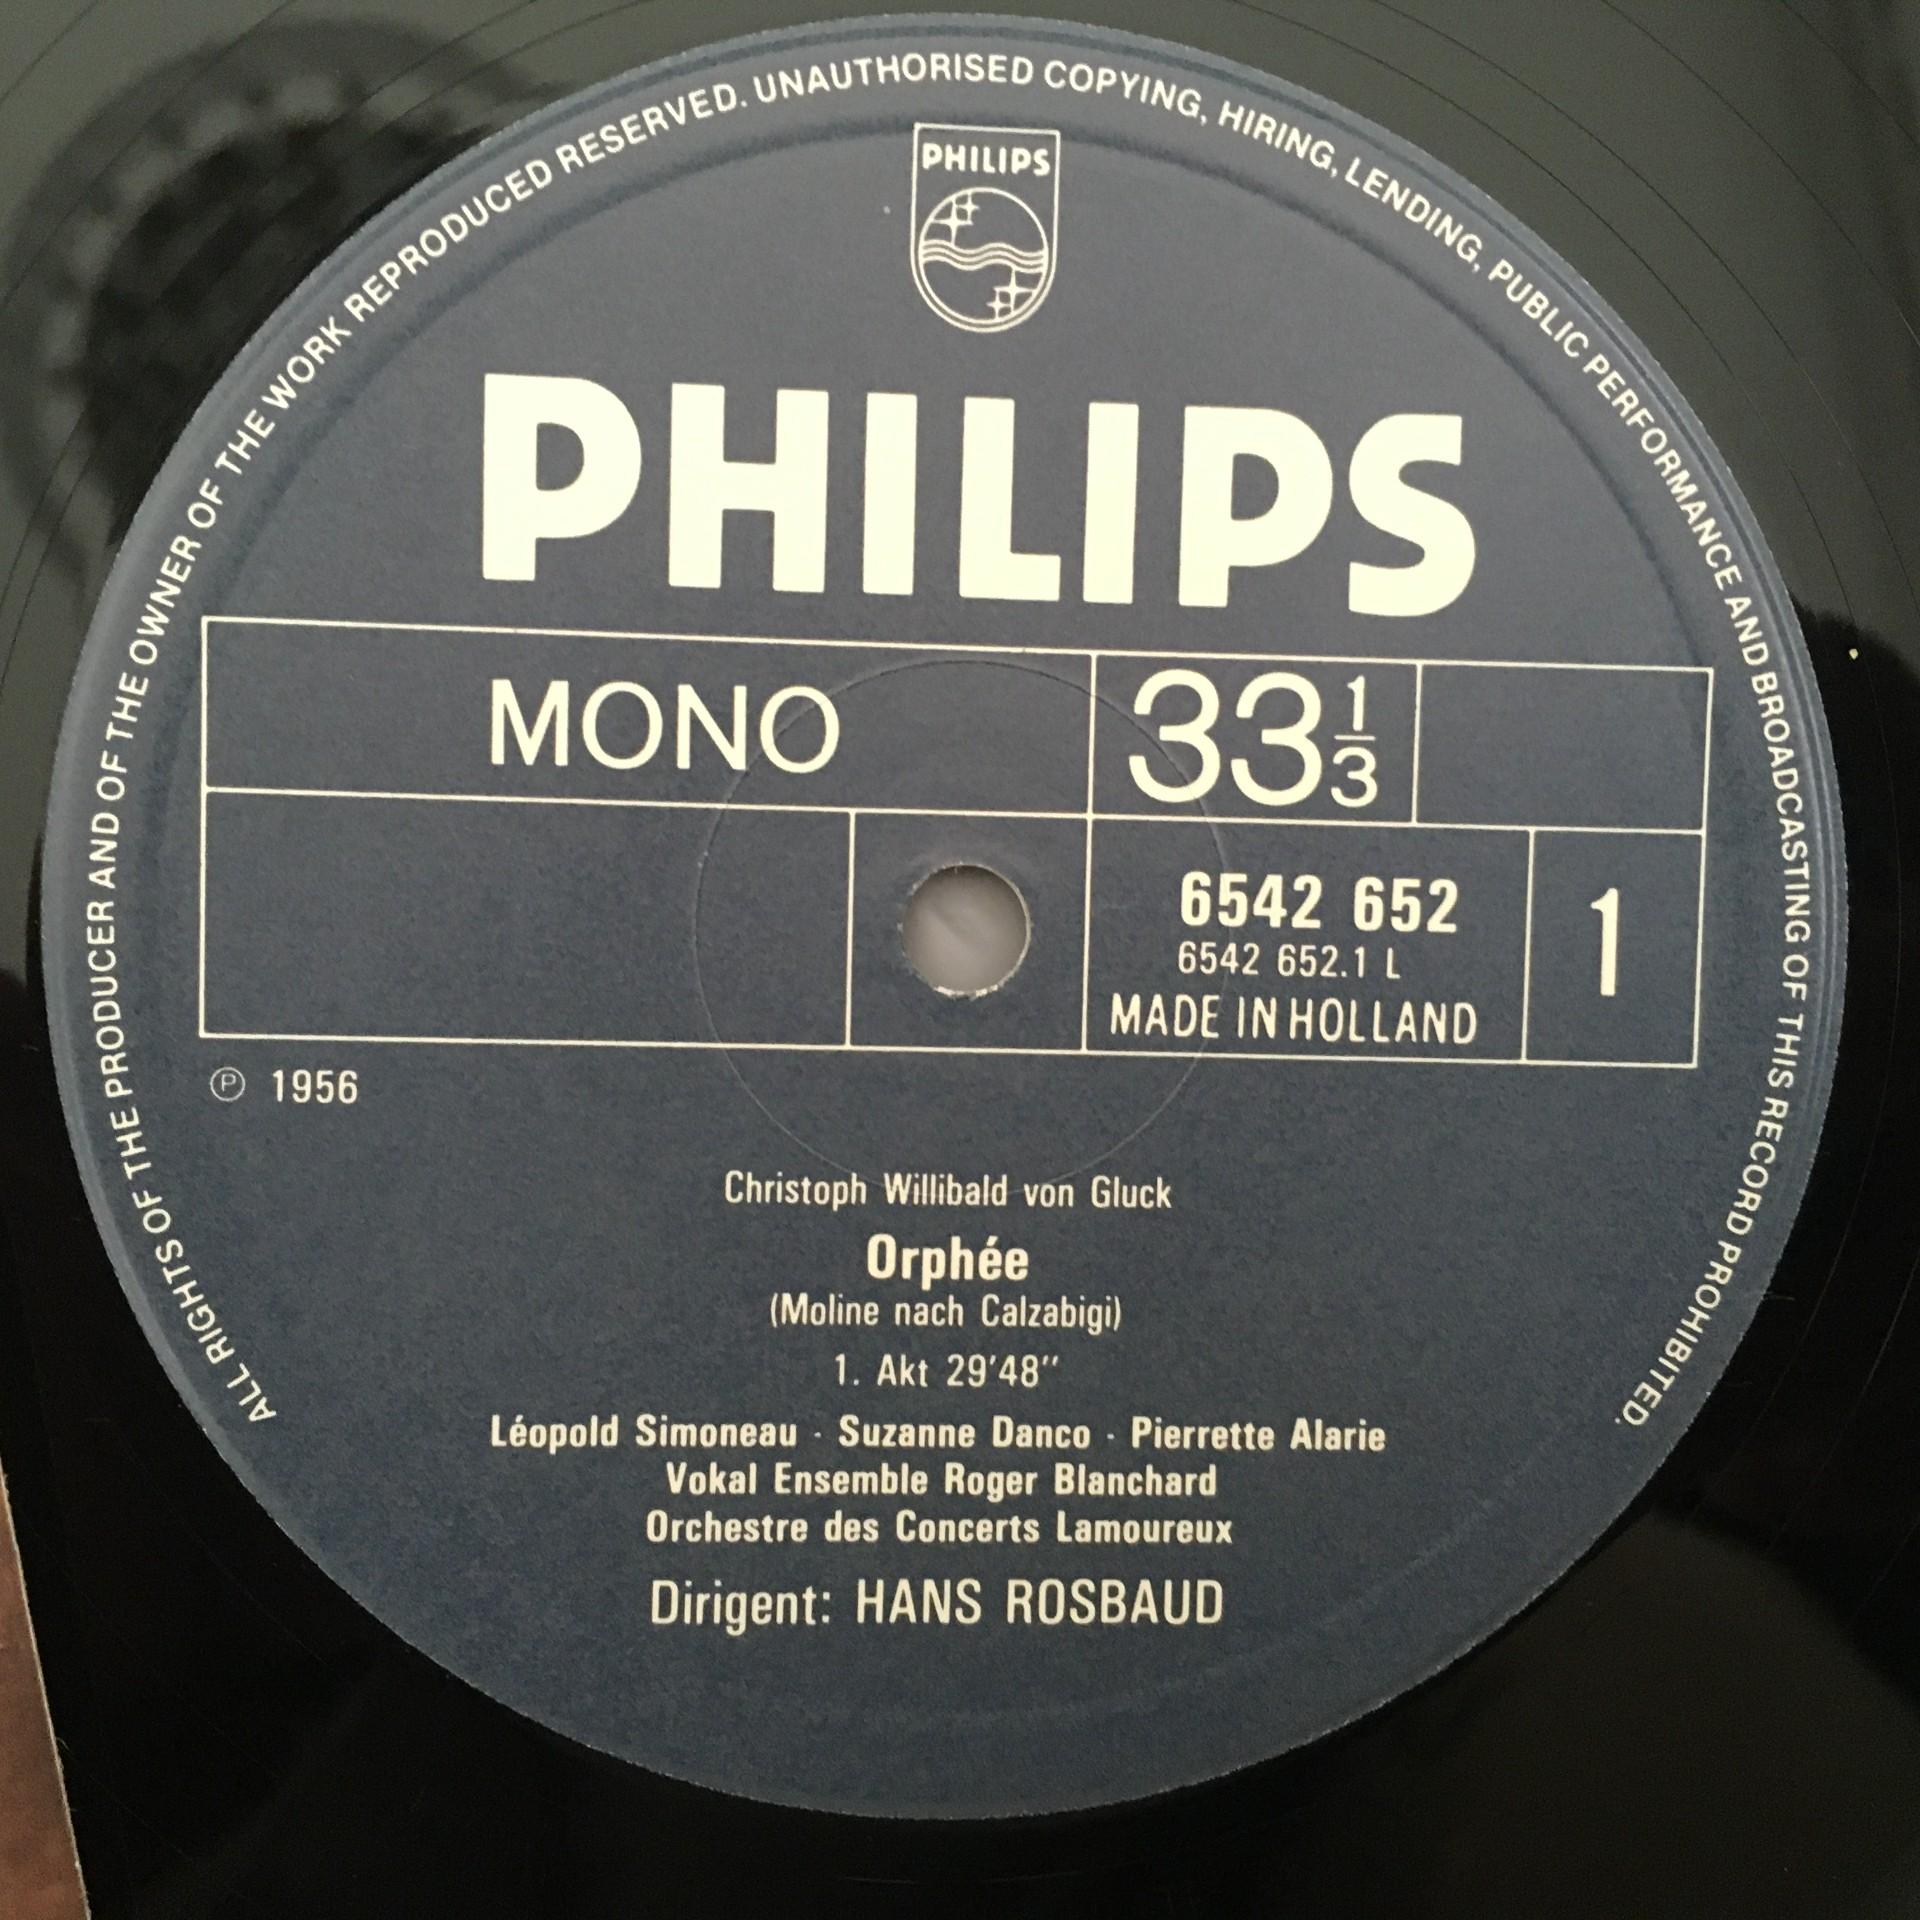 ALL RIGHTS OF THE PRODUCER AND OF THE OWNER OF THE WORK REPRODUCED RESERVED. UNAUTHORISED COPYING, HIRING, LENDING, PUBLIC PERFORMANCE AND BROADCASTING OF THIS RECORD PROHIBITED.
PHILIPS
PHILIPS
MONO
33 1/3
6542 652
6542 652.1 L
MADE IN HOLLAND
1
℗ 1956
Christoph Willibald von Gluck
Orphée
(Moline nach Calzabigi)
1. Akt 29'48''
Léopold Simoneau · Suzanne Danco · Pierrette Alarie
Vokal Ensemble Roger Blanchard
Orchestre des Concerts Lamoureux
Dirigent: HANS ROSBAUD